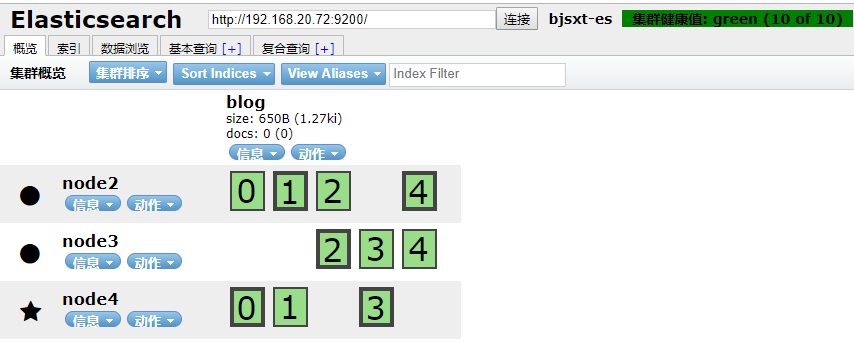 Elasticsearch http://192.168.20.72:9200/ 连接 bjsxt-es 集群健康值: green (10 of 10)
概览 索引 数据浏览 基本查询 [+] 复合查询 [+]
集群概览 集群排序 Sort Indices View Aliases Index Filter
blog
size: 650B (1.27ki)
docs: 0 (0)
信息 动作
node2 0 1 2 4
信息 动作
node3 2 3 4
信息 动作
node4 0 1 3
信息 动作